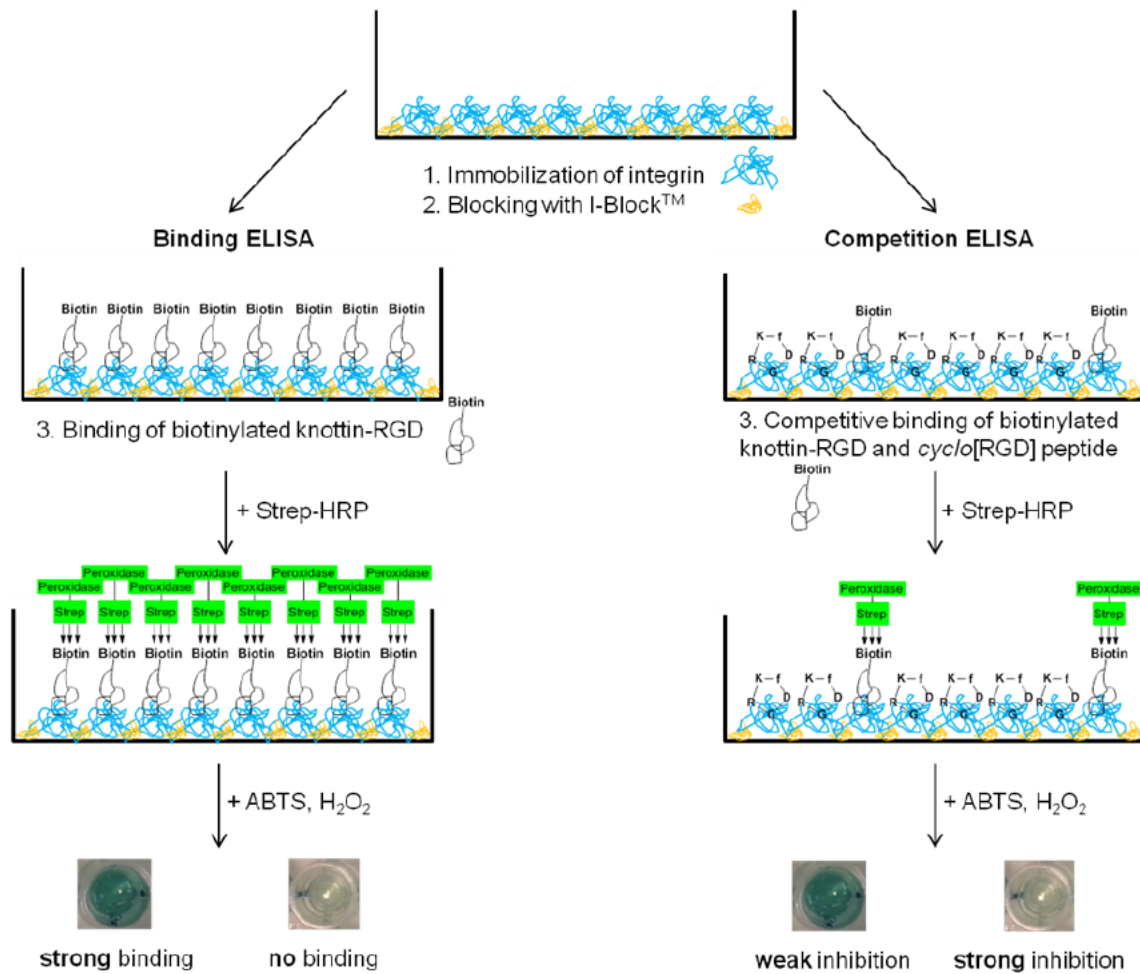 1. Immobilization of integrin
2. Blocking with I-Block™
Binding ELISA
Biotin Biotin Biotin Biotin Biotin Biotin Biotin Biotin
Biotin
3. Binding of biotinylated knottin-RGD
+ Strep-HRP
Peroxidase Peroxidase Peroxidase Peroxidase
Peroxidase Peroxidase Peroxidase Peroxidase
Strep Strep Strep Strep Strep Strep Strep Strep
Biotin Biotin Biotin Biotin Biotin Biotin Biotin Biotin
+ ABTS, H₂O₂
strong binding
no binding
Competition ELISA
Biotin Biotin
K–f K–f K–f K–f K–f K–f
R D R D R D R D R D R D
G G G G G G
3. Competitive binding of biotinylated
knottin-RGD and cyclo[RGD] peptide
Biotin
+ Strep-HRP
Peroxidase Peroxidase
Strep Strep
Biotin Biotin
K–f K–f K–f K–f K–f K–f
R D R D R D R D R D R D
G G G G G G
+ ABTS, H₂O₂
weak inhibition
strong inhibition